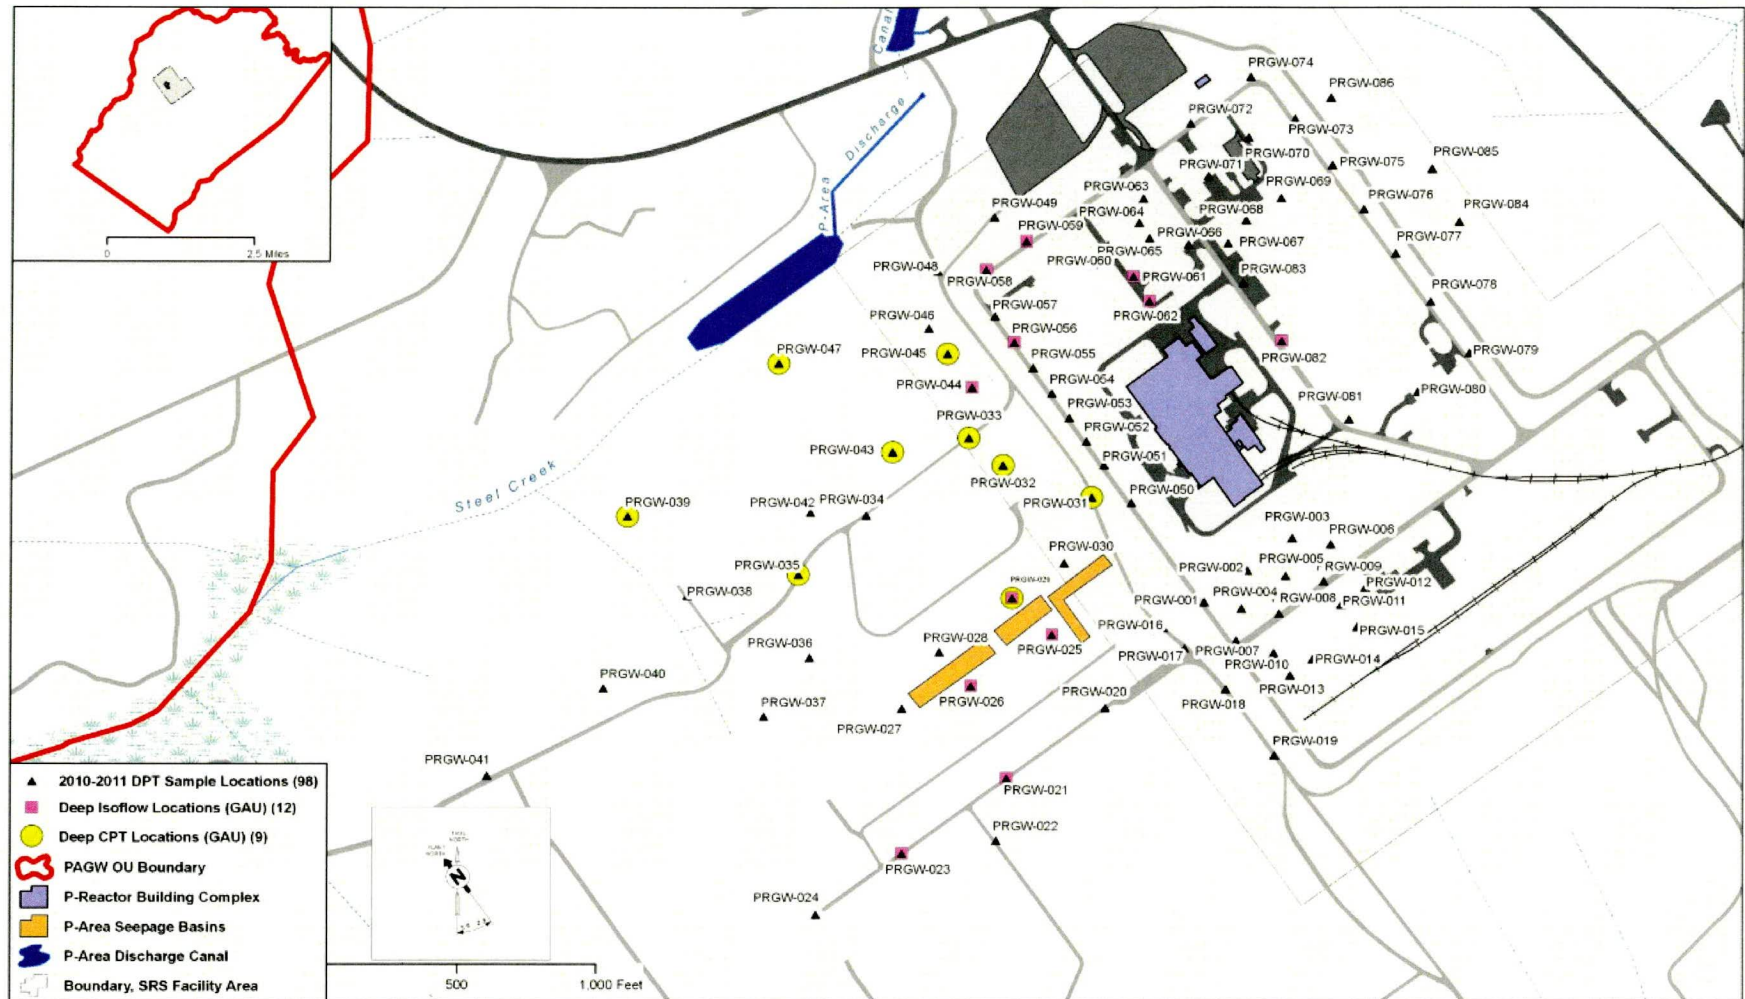 0
2.5 Miles
Canal
P-Area Discharge
Steel Creek
PRGW-074
PRGW-086
PRGW-072
PRGW-073
PRGW-070
PRGW-071
PRGW-075
PRGW-085
PRGW-069
PRGW-063
PRGW-076
PRGW-049
PRGW-064
PRGW-068
PRGW-084
PRGW-059
PRGW-066
PRGW-077
PRGW-067
PRGW-065
PRGW-060
PRGW-048
PRGW-058
PRGW-061
PRGW-083
PRGW-078
PRGW-057
PRGW-046
PRGW-062
PRGW-056
PRGW-047
PRGW-045
PRGW-055
PRGW-082
PRGW-079
PRGW-044
PRGW-054
PRGW-080
PRGW-033
PRGW-053
PRGW-081
PRGW-052
PRGW-043
PRGW-051
PRGW-032
PRGW-039
PRGW-042
PRGW-034
PRGW-031
PRGW-050
PRGW-003
PRGW-006
PRGW-030
PRGW-005
RGW-009
PRGW-035
PRGW-002
PRGW-029
PRGW-012
PRGW-038
PRGW-001
PRGW-004
RGW-008
PRGW-011
PRGW-016
PRGW-015
PRGW-036
PRGW-028
PRGW-025
PRGW-017
PRGW-007
PRGW-010
PRGW-014
PRGW-040
PRGW-013
PRGW-037
PRGW-026
PRGW-020
PRGW-018
PRGW-027
PRGW-019
PRGW-041
PRGW-021
PRGW-022
PRGW-023
PRGW-024
2010-2011 DPT Sample Locations (98)
Deep Isoflow Locations (GAU) (12)
Deep CPT Locations (GAU) (9)
PAGW OU Boundary
P-Reactor Building Complex
P-Area Seepage Basins
P-Area Discharge Canal
Boundary, SRS Facility Area
TRUE NORTH
PLANT NORTH
N
500
1,000 Feet